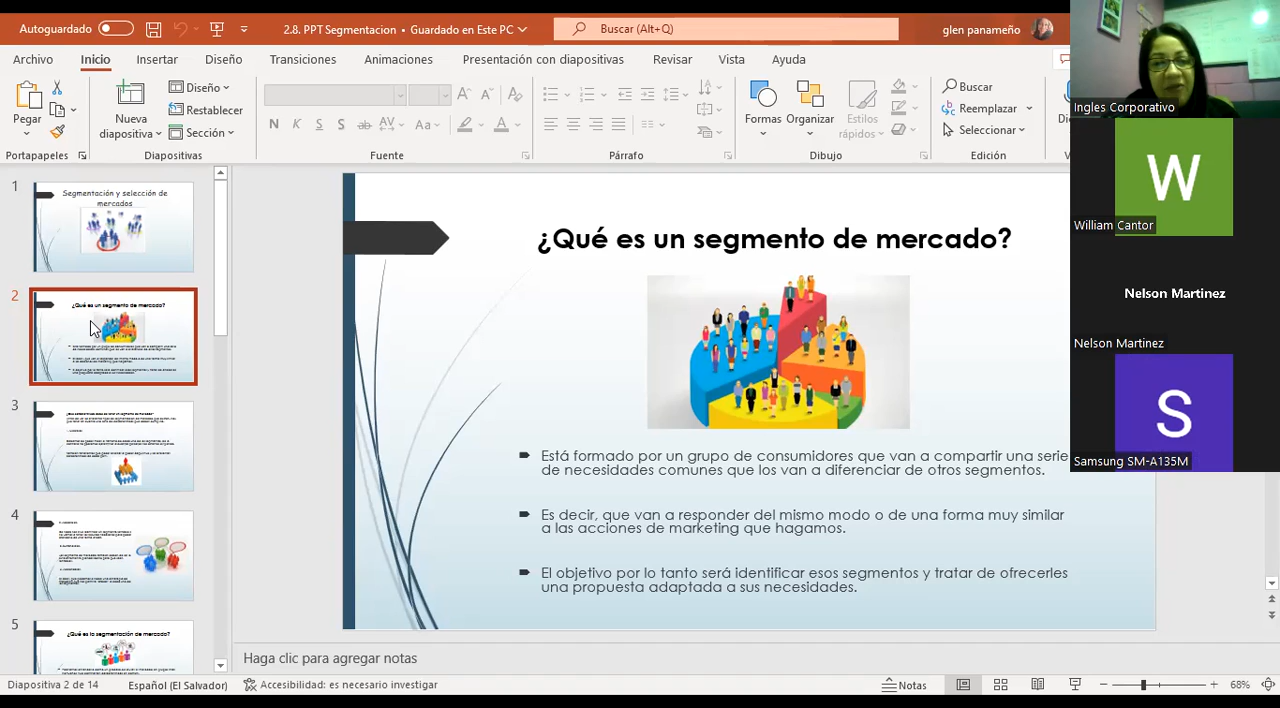 Autoguardado
2.8. PPT Segmentacion • Guardado en Este PC
Buscar (Alt+Q)
glen panameño
Archivo
Inicio
Insertar
Diseño
Transiciones
Animaciones
Presentación con diapositivas
Revisar
Vista
Ayuda
Pegar
Nueva
diapositiva
Diseño
Restablecer
Sección
N K S S ab AV Aa A
Formas
Organizar
Estilos
rápidos
Buscar
Reemplazar
Seleccionar
Portapapeles
Diapositivas
Fuente
Párrafo
Dibujo
Edición
Ingles Corporativo
W
William Cantor
Nelson Martinez
Nelson Martinez
S
Samsung SM-A135M
1
Segmentación y selección de
mercados
2
¿Qué es un segmento de mercado?
3
4
5
¿Qué es la segmentación de mercado?
¿Qué es un segmento de mercado?
Está formado por un grupo de consumidores que van a compartir una serie
de necesidades comunes que los van a diferenciar de otros segmentos.
Es decir, que van a responder del mismo modo o de una forma muy similar
a las acciones de marketing que hagamos.
El objetivo por lo tanto será identificar esos segmentos y tratar de ofrecerles
una propuesta adaptada a sus necesidades.
Haga clic para agregar notas
Diapositiva 2 de 14
Español (El Salvador)
Accesibilidad: es necesario investigar
Notas
68%